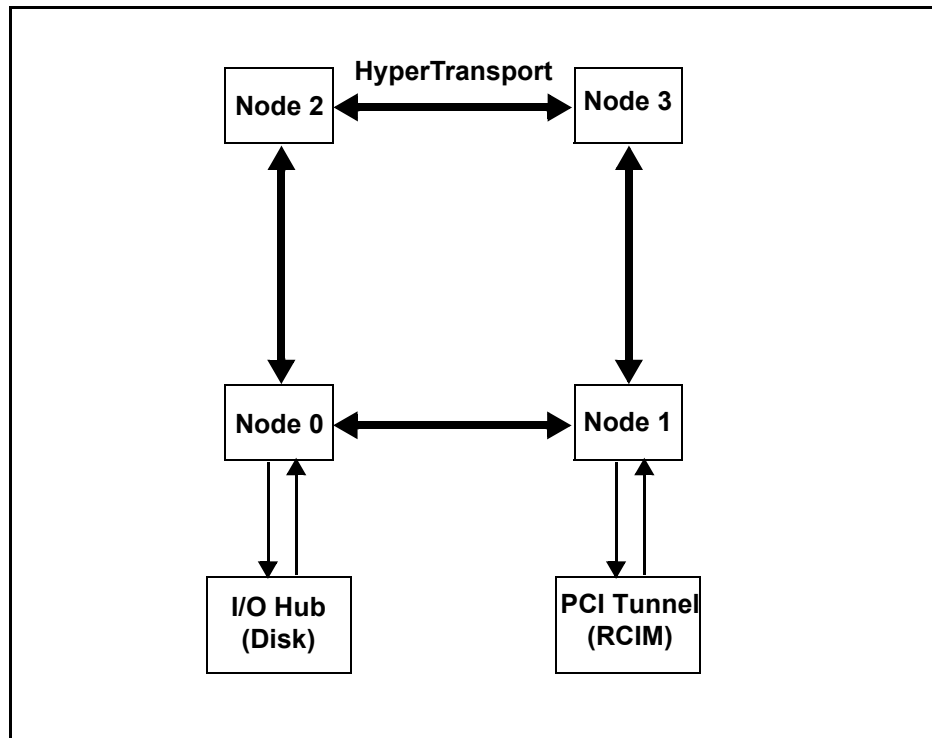 HyperTransport
Node 2
Node 3
Node 0
Node 1
I/O Hub
(Disk)
PCI Tunnel
(RCIM)